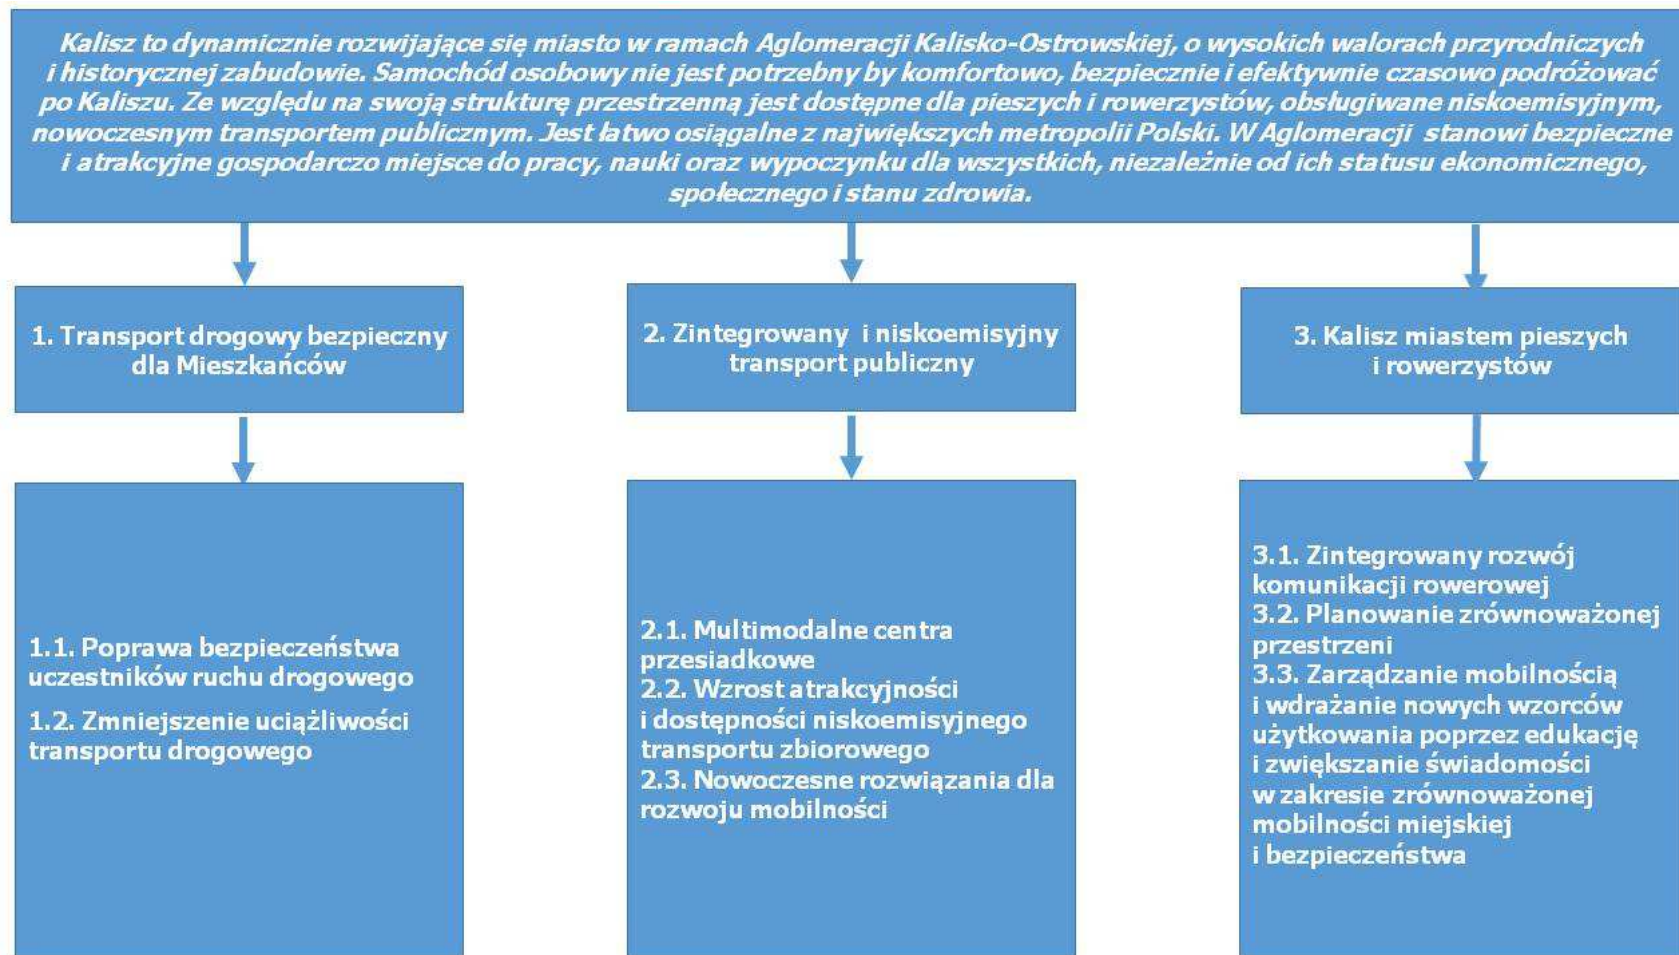 Kalisz to dynamicznie rozwijające się miasto w ramach Aglomeracji Kalisko-Ostrowskiej, o wysokich walorach przyrodniczych
i historycznej zabudowie. Samochód osobowy nie jest potrzebny by komfortowo, bezpiecznie i efektywnie czasowo podróżować
po Kaliszu. Ze względu na swoją strukturę przestrzenną jest dostępne dla pieszych i rowerzystów, obsługiwane niskoemisyjnym,
nowoczesnym transportem publicznym. Jest łatwo osiągalne z największych metropolii Polski. W Aglomeracji stanowi bezpieczne
i atrakcyjne gospodarczo miejsce do pracy, nauki oraz wypoczynku dla wszystkich, niezależnie od ich statusu ekonomicznego,
społecznego i stanu zdrowia.
1. Transport drogowy bezpieczny
dla Mieszkańców
2. Zintegrowany i niskoemisyjny
transport publiczny
3. Kalisz miastem pieszych
i rowerzystów
1.1. Poprawa bezpieczeństwa
uczestników ruchu drogowego
1.2. Zmniejszenie uciążliwości
transportu drogowego
2.1. Multimodalne centra
przesiadkowe
2.2. Wzrost atrakcyjności
i dostępności niskoemisyjnego
transportu zbiorowego
2.3. Nowoczesne rozwiązania dla
rozwoju mobilności
3.1. Zintegrowany rozwój
komunikacji rowerowej
3.2. Planowanie zrównoważonej
przestrzeni
3.3. Zarządzanie mobilnością
i wdrażanie nowych wzorców
użytkowania poprzez edukację
i zwiększanie świadomości
w zakresie zrównoważonej
mobilności miejskiej
i bezpieczeństwa